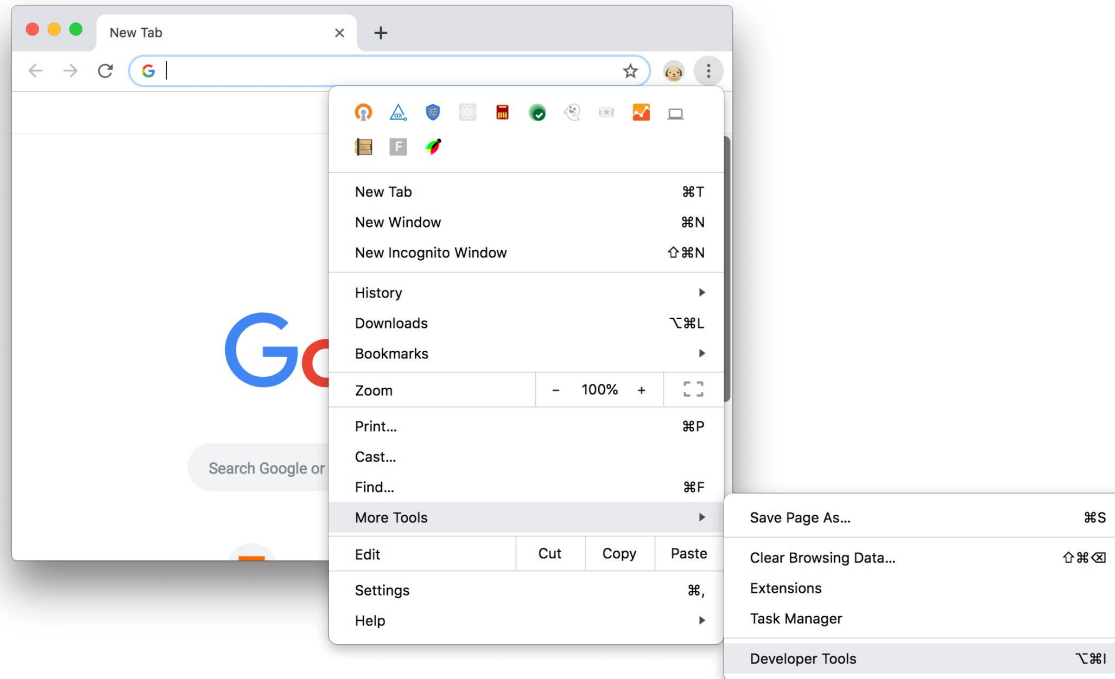 New Tab
New Tab ⌘T
New Window ⌘N
New Incognito Window ⇧⌘N
History
Downloads ⌥⌘L
Bookmarks
Zoom - 100% +
Go
Print... ⌘P
Cast...
Search Google or
Find... ⌘F
More Tools
Edit Cut Copy Paste
Settings ⌘,
Help
Save Page As... ⌘S
Clear Browsing Data... ⇧⌘⌫
Extensions
Task Manager
Developer Tools ⌥⌘I